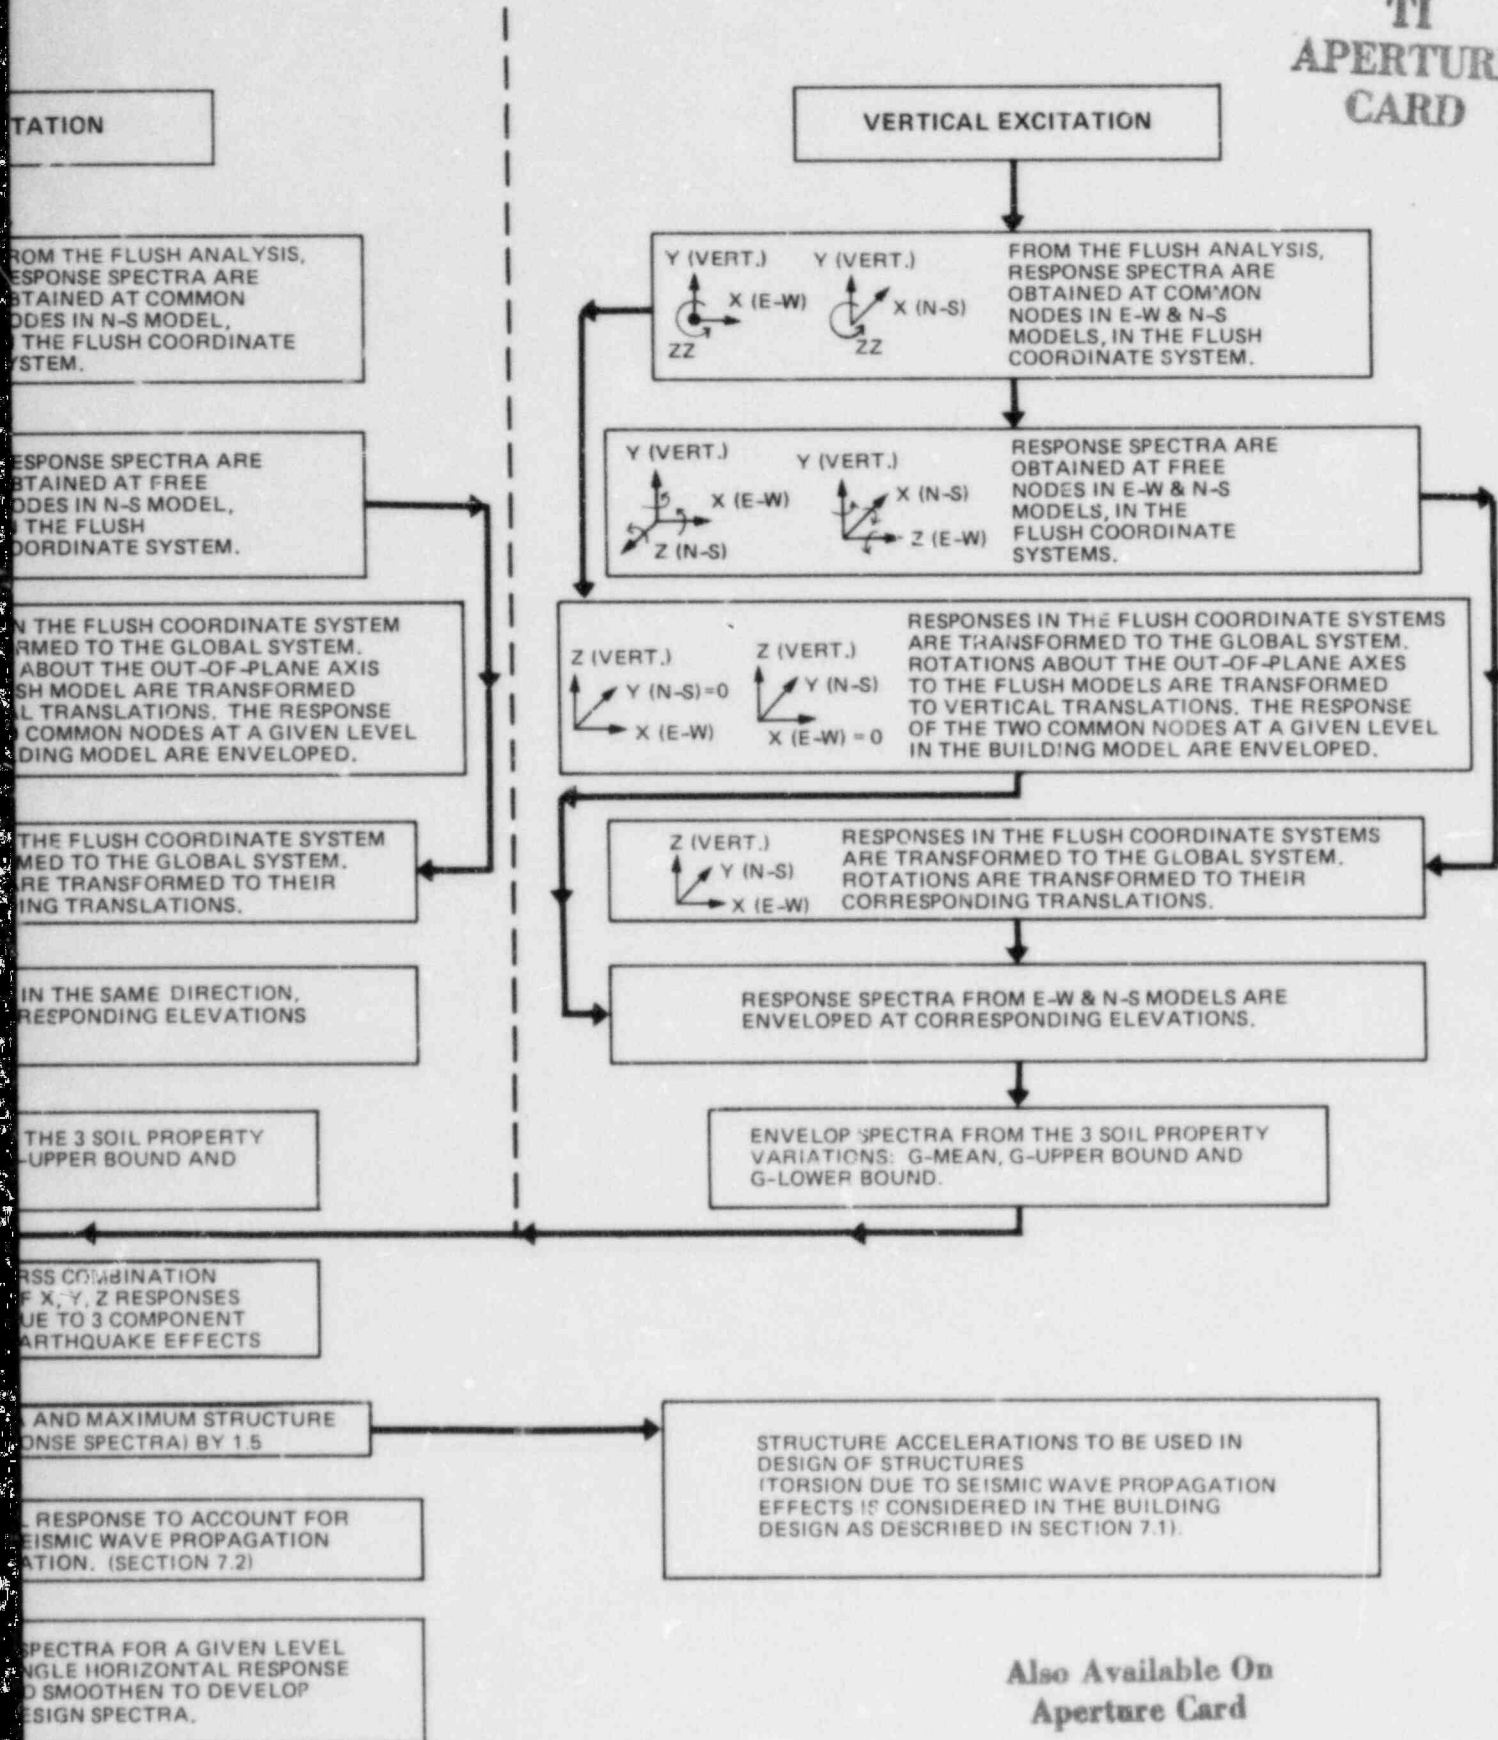 TI
APERTUR
CARD
TATION
ROM THE FLUSH ANALYSIS,
ESPONSE SPECTRA ARE
BTAINED AT COMMON
ODES IN N-S MODEL,
THE FLUSH COORDINATE
YSTEM.
ESPONSE SPECTRA ARE
BTAINED AT FREE
ODES IN N-S MODEL,
THE FLUSH
OORDINATE SYSTEM.
N THE FLUSH COORDINATE SYSTEM
RMED TO THE GLOBAL SYSTEM.
ABOUT THE OUT-OF-PLANE AXIS
SH MODEL ARE TRANSFORMED
L TRANSLATIONS. THE RESPONSE
COMMON NODES AT A GIVEN LEVEL
DING MODEL ARE ENVELOPED.
THE FLUSH COORDINATE SYSTEM
MED TO THE GLOBAL SYSTEM.
RE TRANSFORMED TO THEIR
ING TRANSLATIONS.
IN THE SAME DIRECTION,
RESPONDING ELEVATIONS
THE 3 SOIL PROPERTY
-UPPER BOUND AND
VERTICAL EXCITATION
Y (VERT.)
X (E-W)
ZZ
Y (VERT.)
X (N-S)
ZZ
FROM THE FLUSH ANALYSIS,
RESPONSE SPECTRA ARE
OBTAINED AT COMMON
NODES IN E-W & N-S
MODELS, IN THE FLUSH
COORDINATE SYSTEM.
Y (VERT.)
X (E-W)
Z (N-S)
Y (VERT.)
X (N-S)
Z (E-W)
RESPONSE SPECTRA ARE
OBTAINED AT FREE
NODES IN E-W & N-S
MODELS, IN THE
FLUSH COORDINATE
SYSTEMS.
Z (VERT.)
Y (N-S)=0
X (E-W)
Z (VERT.)
Y (N-S)
X (E-W) = 0
RESPONSES IN THE FLUSH COORDINATE SYSTEMS
ARE TRANSFORMED TO THE GLOBAL SYSTEM.
ROTATIONS ABOUT THE OUT-OF-PLANE AXES
TO THE FLUSH MODELS ARE TRANSFORMED
TO VERTICAL TRANSLATIONS. THE RESPONSE
OF THE TWO COMMON NODES AT A GIVEN LEVEL
IN THE BUILDING MODEL ARE ENVELOPED.
Z (VERT.)
Y (N-S)
X (E-W)
RESPONSES IN THE FLUSH COORDINATE SYSTEMS
ARE TRANSFORMED TO THE GLOBAL SYSTEM.
ROTATIONS ARE TRANSFORMED TO THEIR
CORRESPONDING TRANSLATIONS.
RESPONSE SPECTRA FROM E-W & N-S MODELS ARE
ENVELOPED AT CORRESPONDING ELEVATIONS.
ENVELOP SPECTRA FROM THE 3 SOIL PROPERTY
VARIATIONS: G-MEAN, G-UPPER BOUND AND
G-LOWER BOUND.
RSS COMBINATION
F X, Y, Z RESPONSES
UE TO 3 COMPONENT
ARTHQUAKE EFFECTS
AND MAXIMUM STRUCTURE
ONSE SPECTRA) BY 1.5
STRUCTURE ACCELERATIONS TO BE USED IN
DESIGN OF STRUCTURES
(TORSION DUE TO SEISMIC WAVE PROPAGATION
EFFECTS IS CONSIDERED IN THE BUILDING
DESIGN AS DESCRIBED IN SECTION 7.1).
L RESPONSE TO ACCOUNT FOR
EISMIC WAVE PROPAGATION
ATION. (SECTION 7.2)
SPECTRA FOR A GIVEN LEVEL
NGLE HORIZONTAL RESPONSE
D SMOOTHEN TO DEVELOP
ESIGN SPECTRA.
Also Available On
Aperture Card